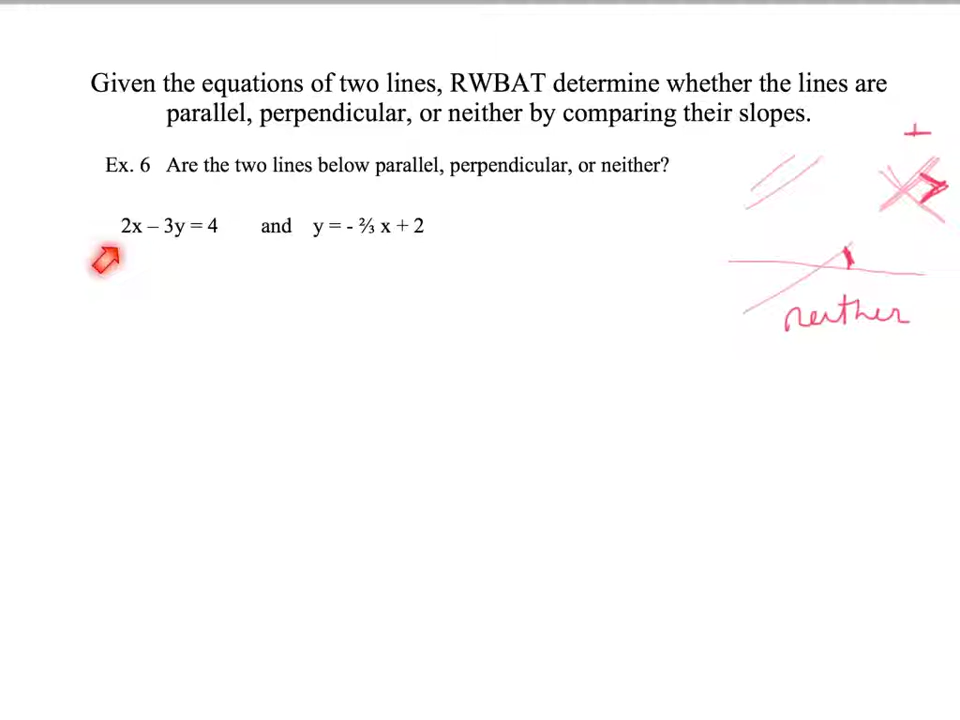 Given the equations of two lines, RWBAT determine whether the lines are
parallel, perpendicular, or neither by comparing their slopes.
Ex. 6 Are the two lines below parallel, perpendicular, or neither?
2x – 3y = 4 and y = - ⅔ x + 2
neither